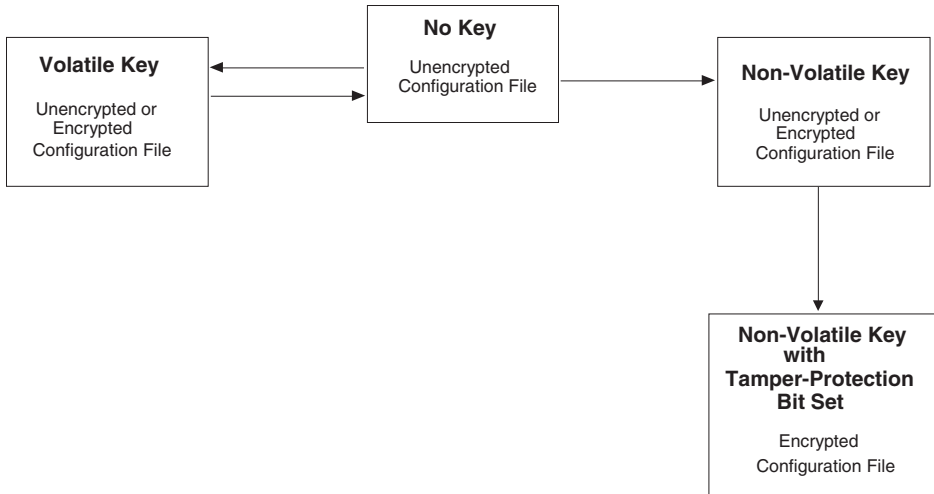 No Key
Unencrypted
Configuration File
Volatile Key
Unencrypted or
Encrypted
Configuration File
Non-Volatile Key
Unencrypted or
Encrypted
Configuration File
Non-Volatile Key
with
Tamper-Protection
Bit Set
Encrypted
Configuration File